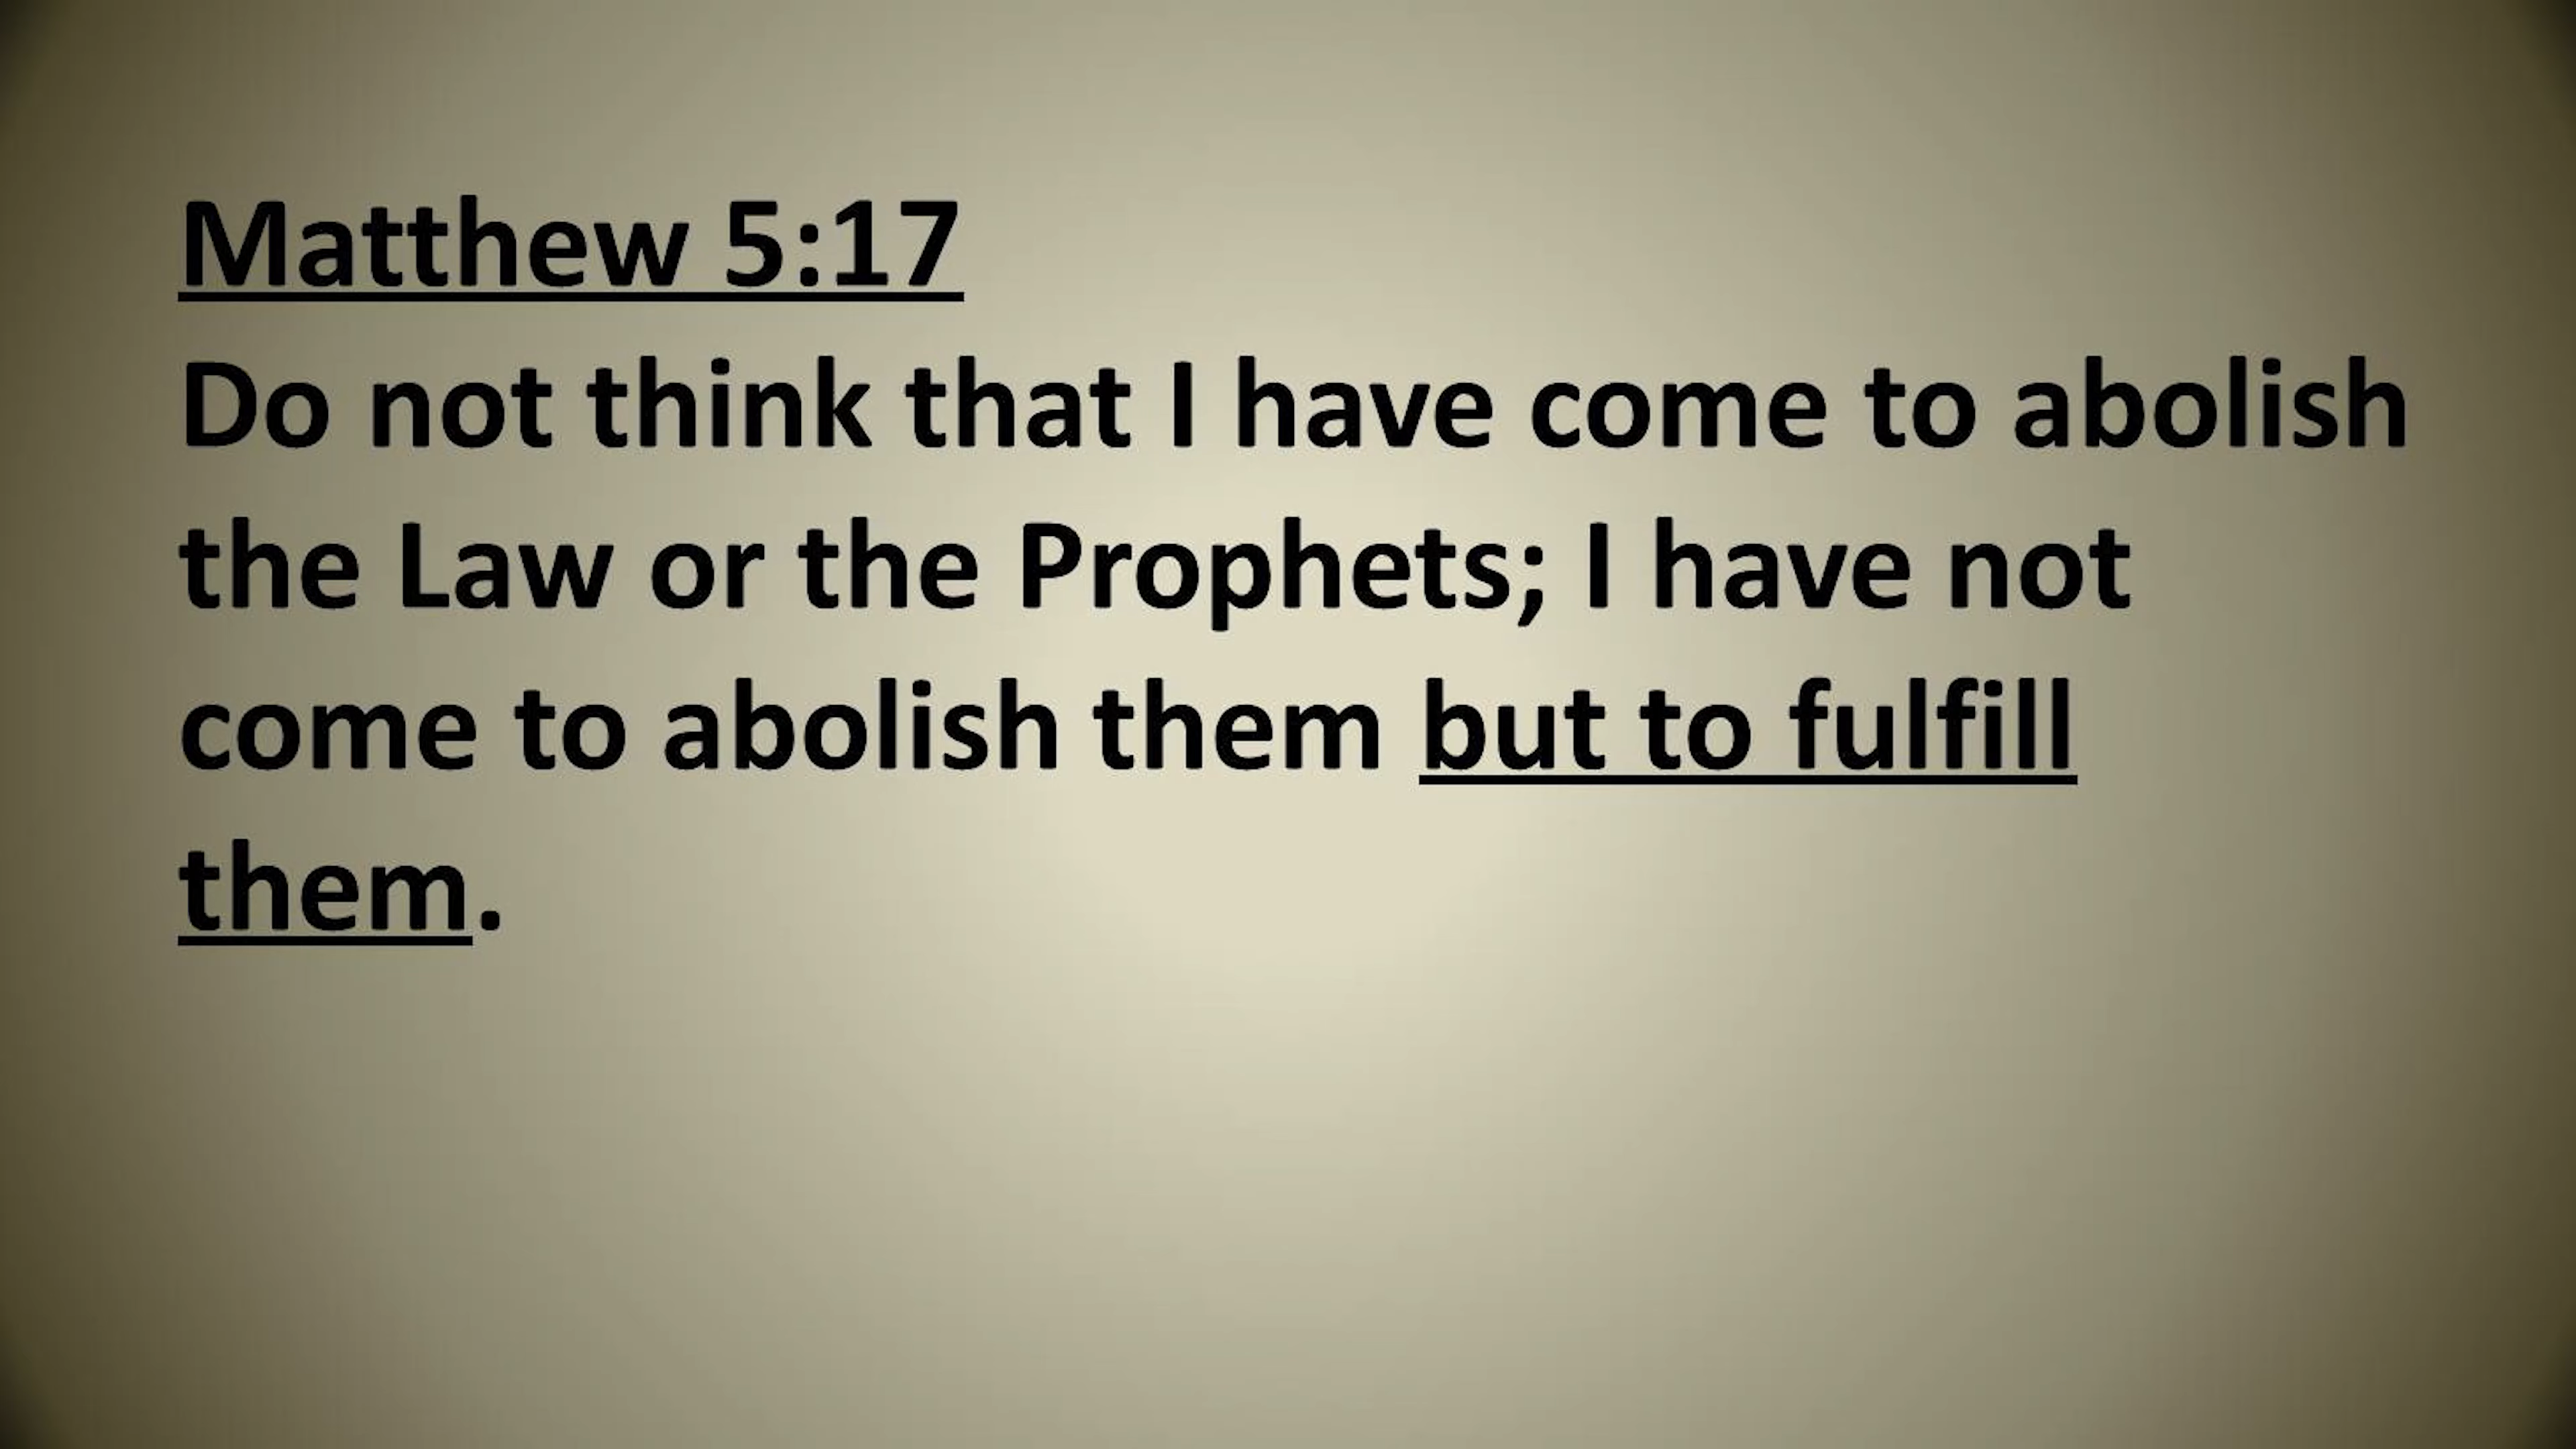 Matthew 5:17
Do not think that I have come to abolish
the Law or the Prophets; I have not
come to abolish them but to fulfill
them.